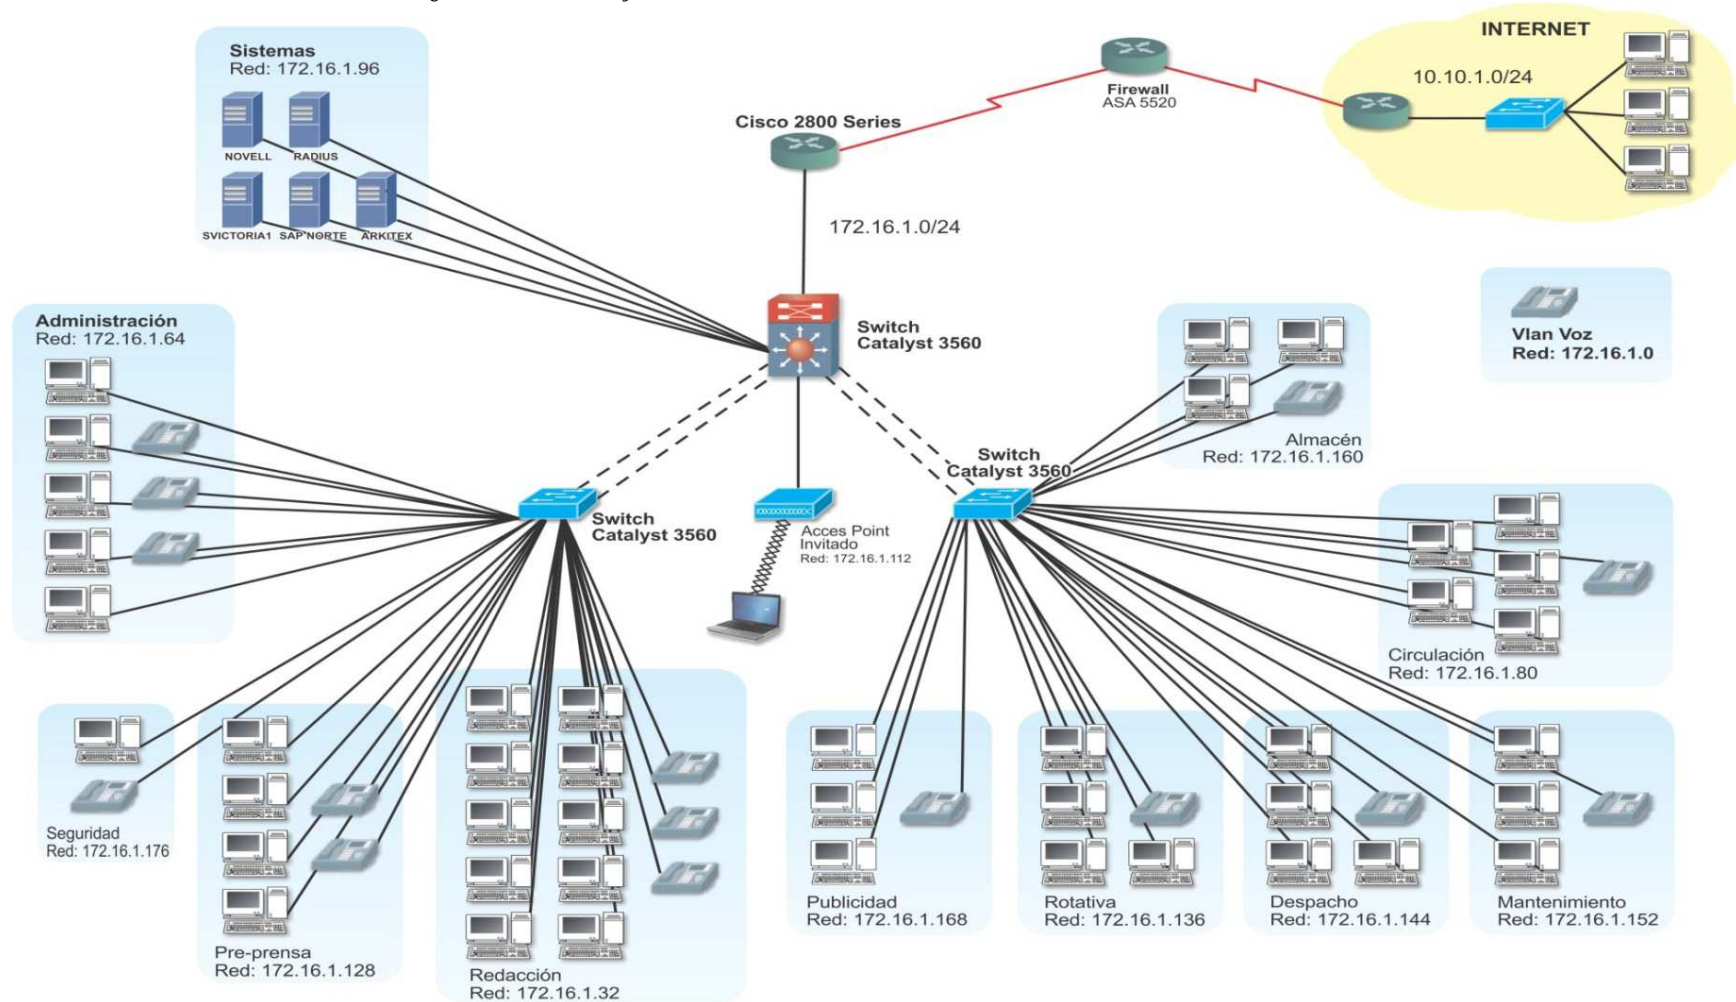 INTERNET
10.10.1.0/24
Sistemas
Red: 172.16.1.96
NOVELL
RADIUS
SVICTORIA1
SAP NORTE
ARKITEX
Firewall
ASA 5520
Cisco 2800 Series
172.16.1.0/24
Switch
Catalyst 3560
Administración
Red: 172.16.1.64
Vlan Voz
Red: 172.16.1.0
Almacén
Red: 172.16.1.160
Switch
Catalyst 3560
Switch
Catalyst 3560
Acces Point
Invitado
Red: 172.16.1.112
Circulación
Red: 172.16.1.80
Seguridad
Red: 172.16.1.176
Pre-prensa
Red: 172.16.1.128
Redacción
Red: 172.16.1.32
Publicidad
Red: 172.16.1.168
Rotativa
Red: 172.16.1.136
Despacho
Red: 172.16.1.144
Mantenimiento
Red: 172.16.1.152